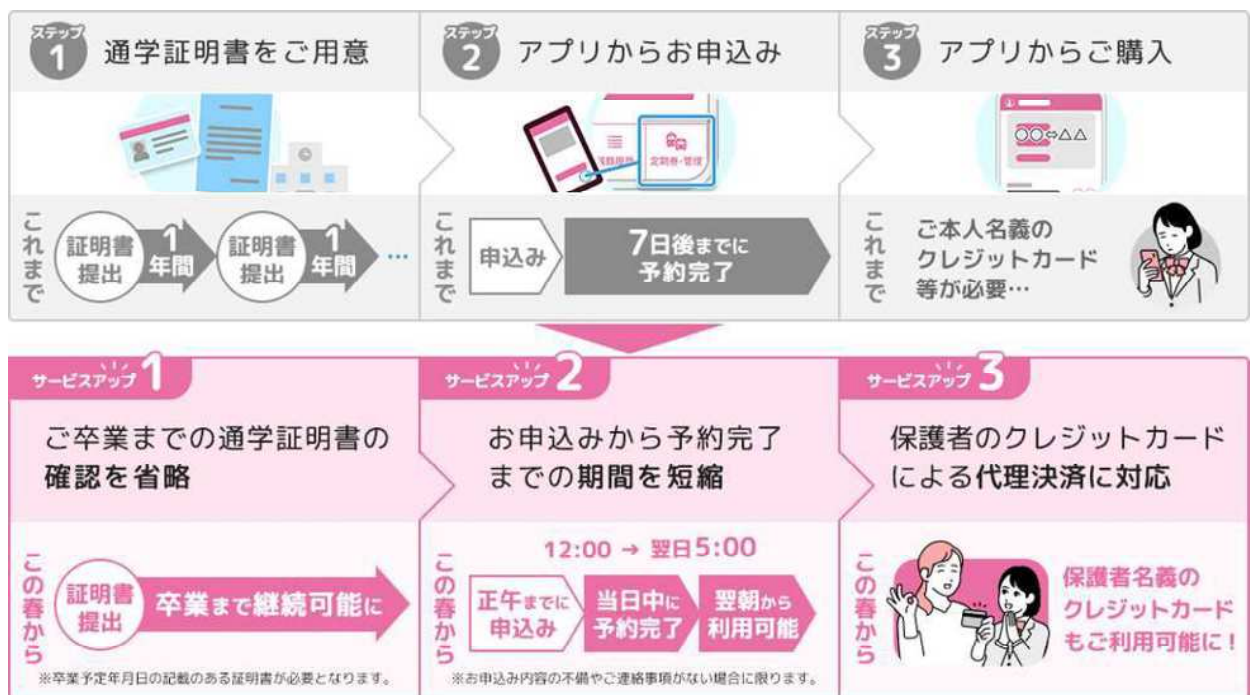 ステップ
1
通学証明書をご用意
ステップ
2
アプリからお申込み
ステップ
3
アプリからご購入
定期券・管理
○○⇔△△
これまで
証明書
提出
1
年間
証明書
提出
1
年間
…
これまで
申込み
7日後までに
予約完了
これまで
ご本人名義の
クレジットカード
等が必要…
サービスアップ 1
ご卒業までの通学証明書の
確認を省略
この春から
証明書
提出
卒業まで継続可能に
※卒業予定年月日の記載のある証明書が必要となります。
サービスアップ 2
お申込みから予約完了
までの期間を短縮
この春から
12:00 → 翌日5:00
正午までに
申込み
当日中に
予約完了
翌朝から
利用可能
※お申込み内容の不備やご連絡事項がない場合に限ります。
サービスアップ 3
保護者のクレジットカード
による代理決済に対応
この春から
保護者名義の
クレジットカード
もご利用可能に！